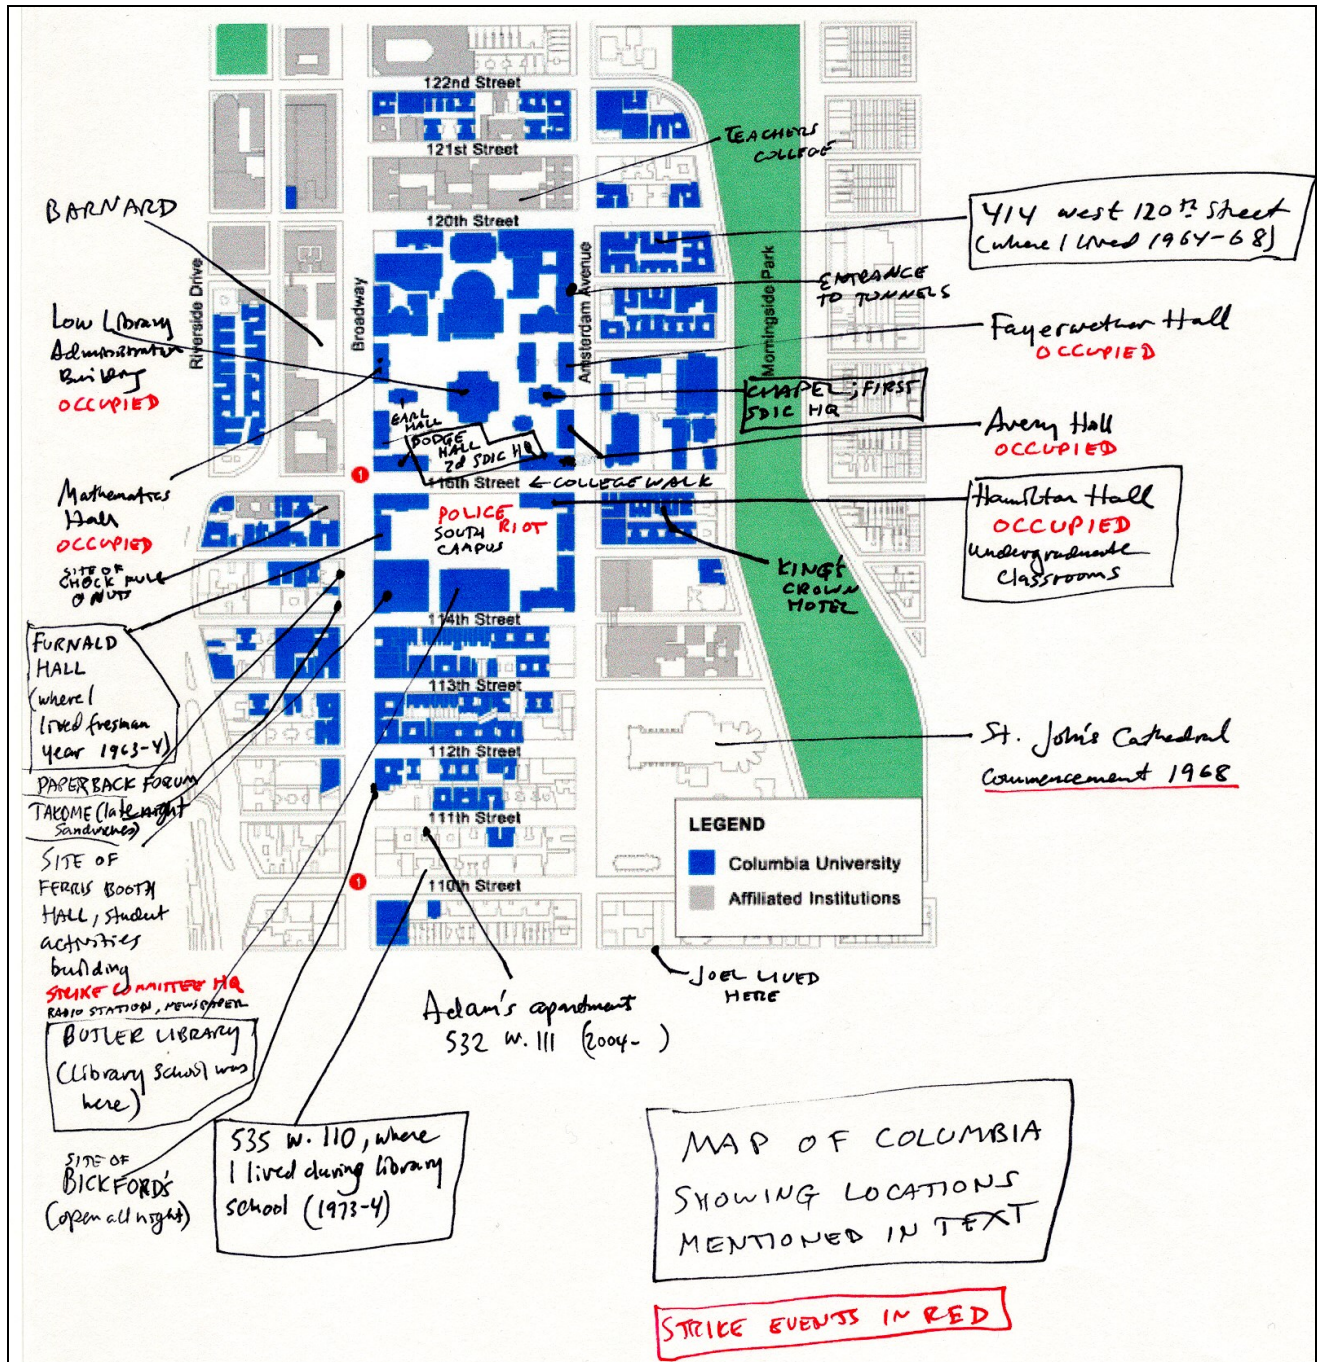 122nd Street
121st Street
TEACHERS
COLLEGE
120th Street
BARNARD
414 west 120th Street
(where I lived 1964-68)
Riverside Drive
Broadway
Amsterdam Avenue
Morningside Park
ENTRANCE
TO TUNNELS
Low Library
Administration
Building
OCCUPIED
Fayerwether Hall
OCCUPIED
CHAPEL; FIRST
SDIC HQ
EARL
HALL
DODGE
HALL
2d SDIC HQ
Avery Hall
OCCUPIED
1
116th Street
← COLLEGE WALK
Mathematics
Hall
OCCUPIED
Hamilton Hall
OCCUPIED
undergraduate
classrooms
POLICE
RIOT
SOUTH
CAMPUS
SITE OF
CHOCK FULL
O NUTS
KING'S
CROWN
HOTEL
114th Street
FURNALD
HALL
(where I
lived fresman
year 1963-4)
113th Street
112th Street
St. John's Cathedral
Commencement 1968
PAPERBACK FORUM
TAKOME (late night
Sandwiches)
111th Street
LEGEND
Columbia University
Affiliated Institutions
SITE OF
FERRIS BOOTH
HALL, student
activities
building
STRIKE COMMITTEE HQ
RADIO STATION, NEWSPAPER
1
110th Street
JOEL LIVED
HERE
Adam's apartment
532 W. 111 (2004- )
BUTLER LIBRARY
(Library School was
here)
535 W. 110, where
I lived during library
school (1973-4)
SITE OF
BICKFORD'S
(open all night)
MAP OF COLUMBIA
SHOWING LOCATIONS
MENTIONED IN TEXT
STRIKE EVENTS IN RED